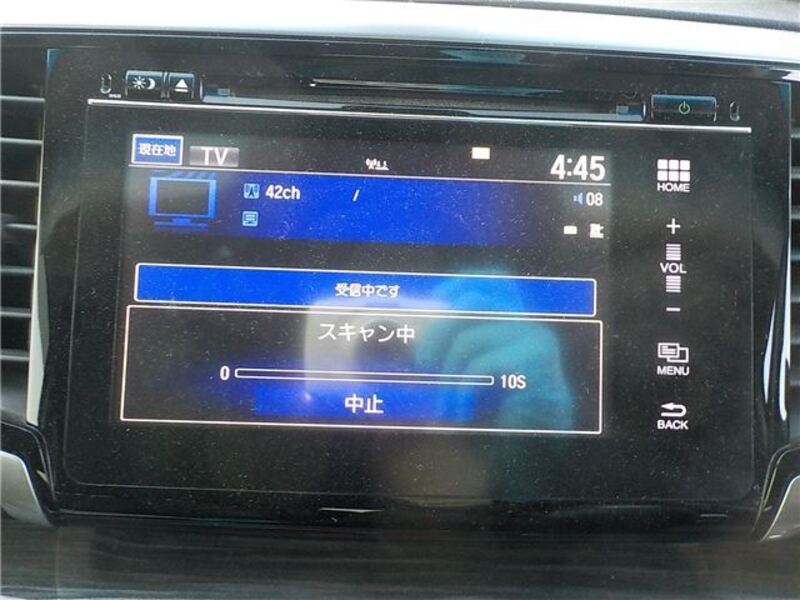 現在地 TV
4:45
42ch /
08
受信中です
スキャン中
0 10S
中止
HOME
+
VOL
−
MENU
BACK